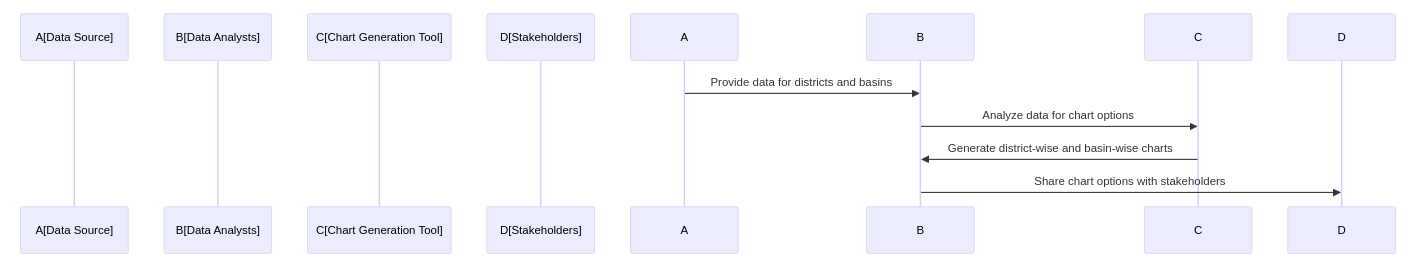 A[Data Source]
B[Data Analysts]
C[Chart Generation Tool]
D[Stakeholders]
A
B
C
D
Provide data for districts and basins
Analyze data for chart options
Generate district-wise and basin-wise charts
Share chart options with stakeholders
A[Data Source]
B[Data Analysts]
C[Chart Generation Tool]
D[Stakeholders]
A
B
C
D